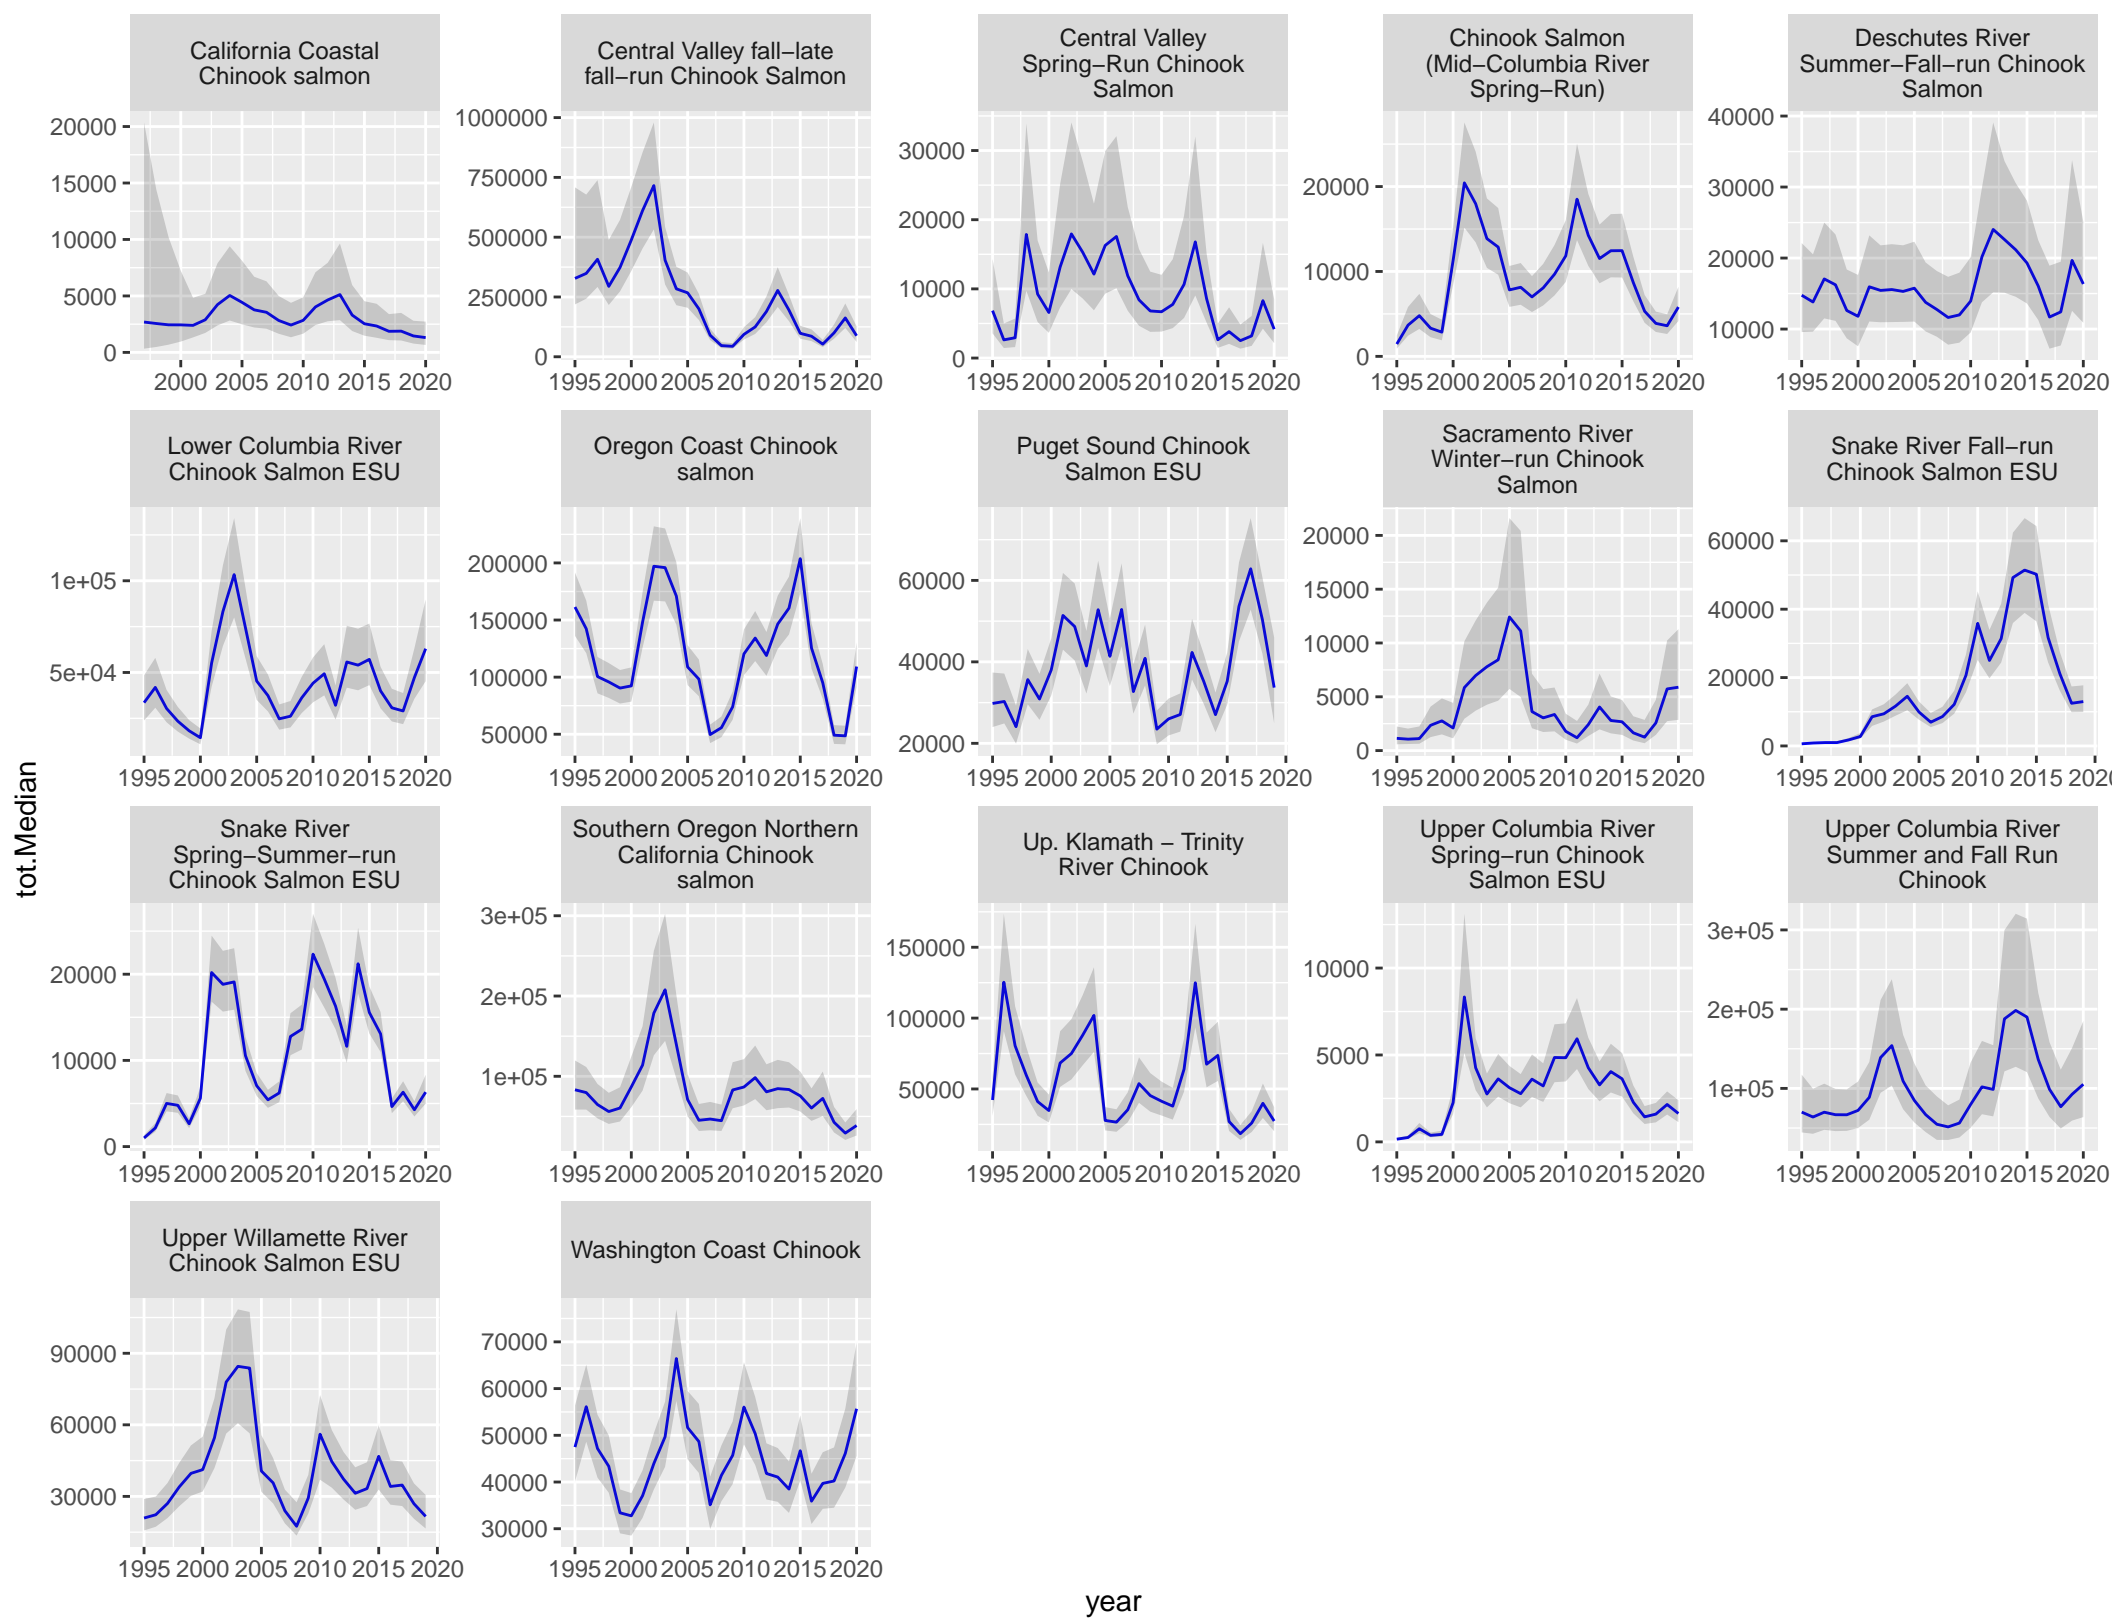 California Coastal
Chinook salmon
Central Valley fall−late
fall−run Chinook Salmon
Central Valley
Spring−Run Chinook
Salmon
Chinook Salmon
(Mid−Columbia River
Spring−Run)
Deschutes River
Summer−Fall−run Chinook
Salmon
20000
15000
10000
5000
0
2000 2005 2010 2015 2020
1000000
750000
500000
250000
0
1995 2000 2005 2010 2015 2020
30000
20000
10000
0
1995 2000 2005 2010 2015 2020
20000
10000
0
1995 2000 2005 2010 2015 2020
40000
30000
20000
10000
1995 2000 2005 2010 2015 2020
Lower Columbia River
Chinook Salmon ESU
Oregon Coast Chinook
salmon
Puget Sound Chinook
Salmon ESU
Sacramento River
Winter−run Chinook
Salmon
Snake River Fall−run
Chinook Salmon ESU
1e+05
5e+04
1995 2000 2005 2010 2015 2020
200000
150000
100000
50000
1995 2000 2005 2010 2015 2020
60000
40000
20000
1995 2000 2005 2010 2015 2020
20000
15000
10000
5000
0
1995 2000 2005 2010 2015 2020
60000
40000
20000
0
1995 2000 2005 2010 2015 202
tot.Median
Snake River
Spring−Summer−run
Chinook Salmon ESU
Southern Oregon Northern
California Chinook
salmon
Up. Klamath − Trinity
River Chinook
Upper Columbia River
Spring−run Chinook
Salmon ESU
Upper Columbia River
Summer and Fall Run
Chinook
20000
10000
0
1995 2000 2005 2010 2015 2020
3e+05
2e+05
1e+05
1995 2000 2005 2010 2015 2020
150000
100000
50000
1995 2000 2005 2010 2015 2020
10000
5000
0
1995 2000 2005 2010 2015 2020
3e+05
2e+05
1e+05
1995 2000 2005 2010 2015 2020
Upper Willamette River
Chinook Salmon ESU
Washington Coast Chinook
90000
60000
30000
1995 2000 2005 2010 2015 2020
70000
60000
50000
40000
30000
1995 2000 2005 2010 2015 2020
year